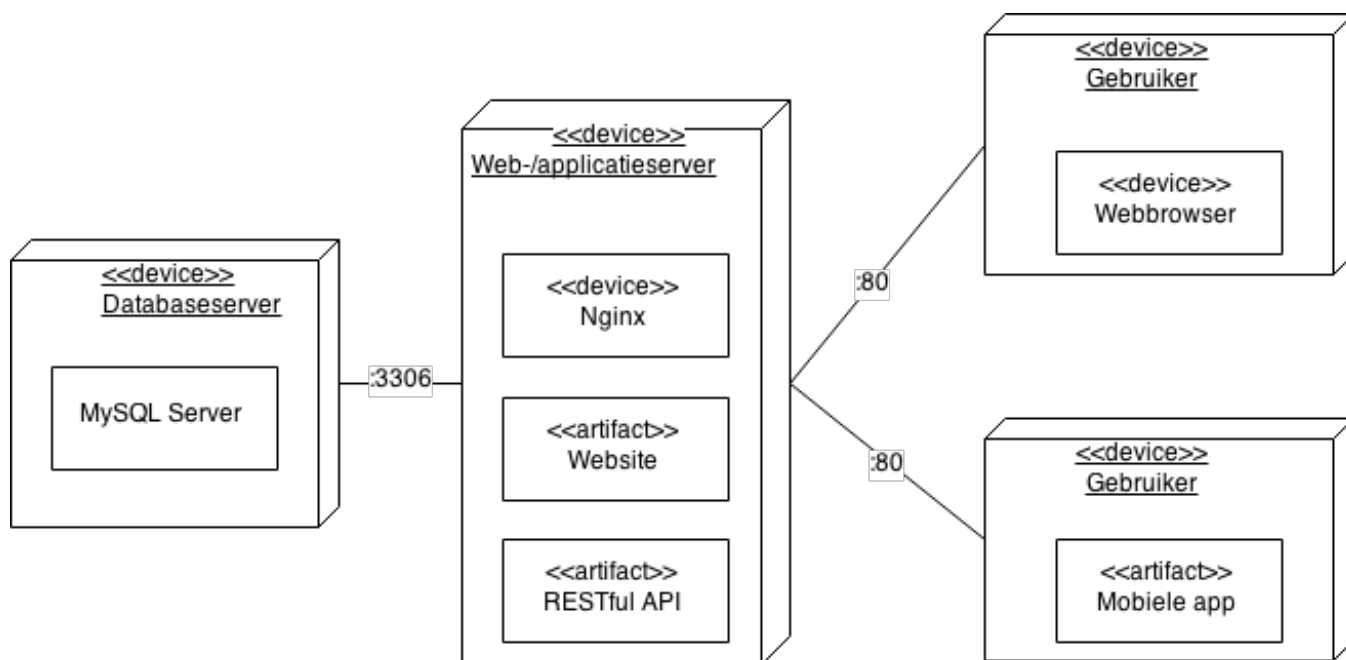 <<device>>
Databaseserver
MySQL Server
:3306
<<device>>
Web-/applicatieserver
<<device>>
Nginx
<<artifact>>
Website
<<artifact>>
RESTful API
:80
:80
<<device>>
Gebruiker
<<device>>
Webbrowser
<<device>>
Gebruiker
<<artifact>>
Mobiele app